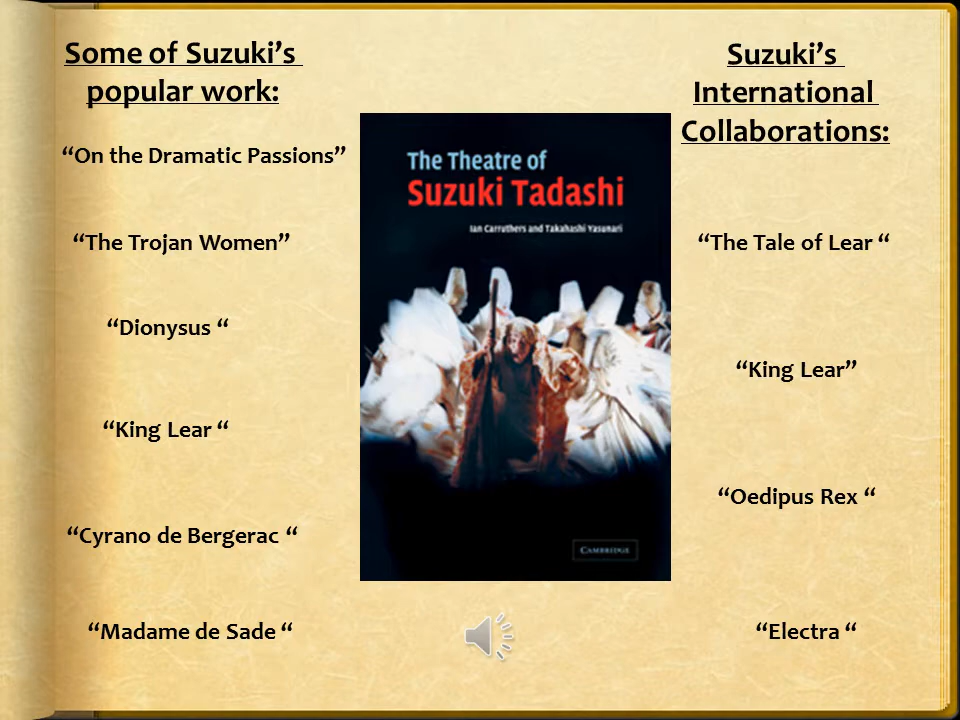 Some of Suzuki’s
popular work:
“On the Dramatic Passions”
“The Trojan Women”
“Dionysus “
“King Lear “
“Cyrano de Bergerac “
“Madame de Sade “
The Theatre of
Suzuki Tadashi
Ian Carruthers and Takahashi Yasunari
CAMBRIDGE
Suzuki’s
International
Collaborations:
“The Tale of Lear “
“King Lear”
“Oedipus Rex “
“Electra “